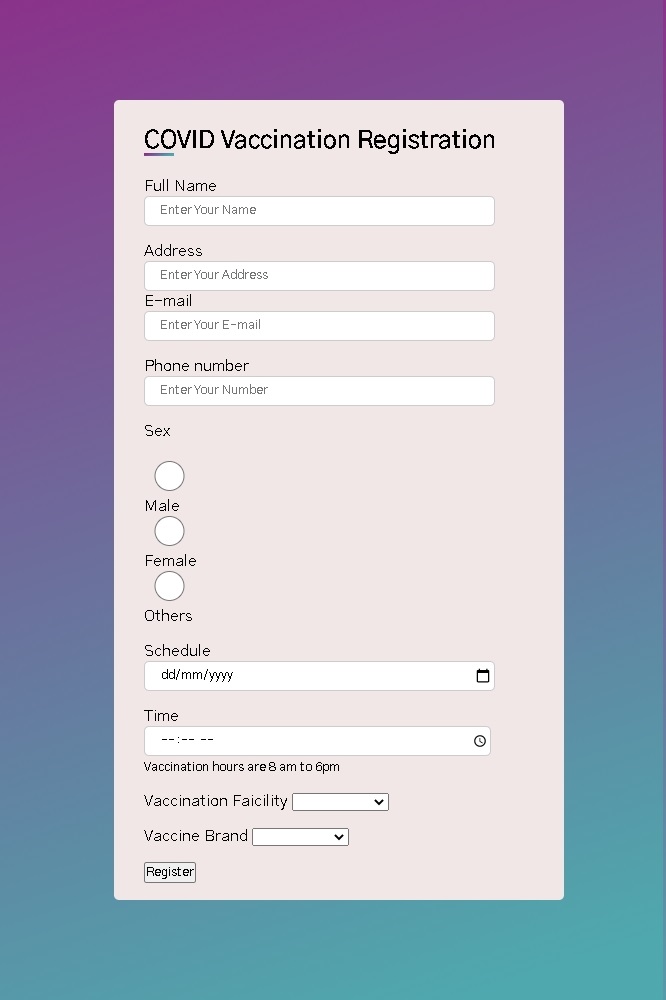 COVID Vaccination Registration
Full Name
Enter Your Name
Address
Enter Your Address
E-mail
Enter Your E-mail
Phone number
Enter Your Number
Sex
Male
Female
Others
Schedule
dd/mm/yyyy
Time
--:-- --
Vaccination hours are 8 am to 6pm
Vaccination Faicility
Vaccine Brand
Register